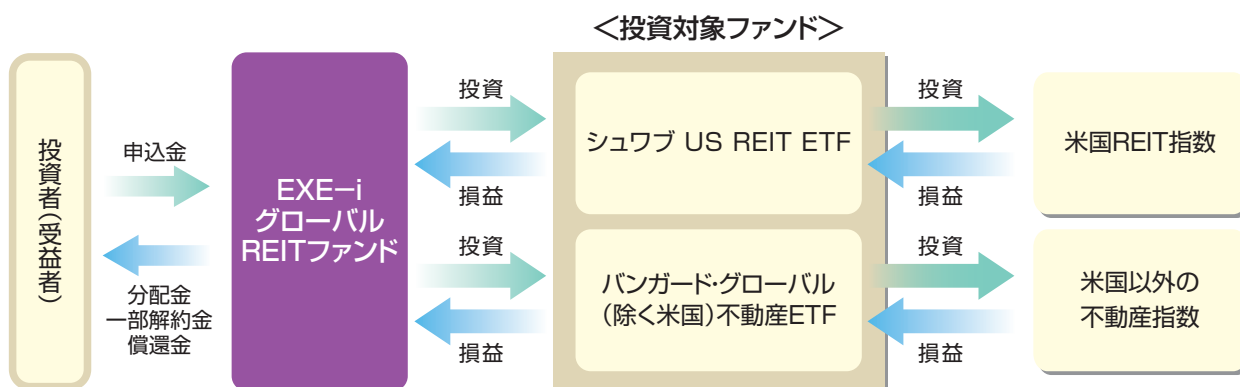 ＜投資対象ファンド＞
投資者(受益者)
申込金
分配金
一部解約金
償還金
EXE－i
グローバル
REITファンド
投資
損益
投資
損益
シュワブ US REIT ETF
バンガード・グローバル
(除く米国)不動産ETF
投資
損益
投資
損益
米国REIT指数
米国以外の
不動産指数